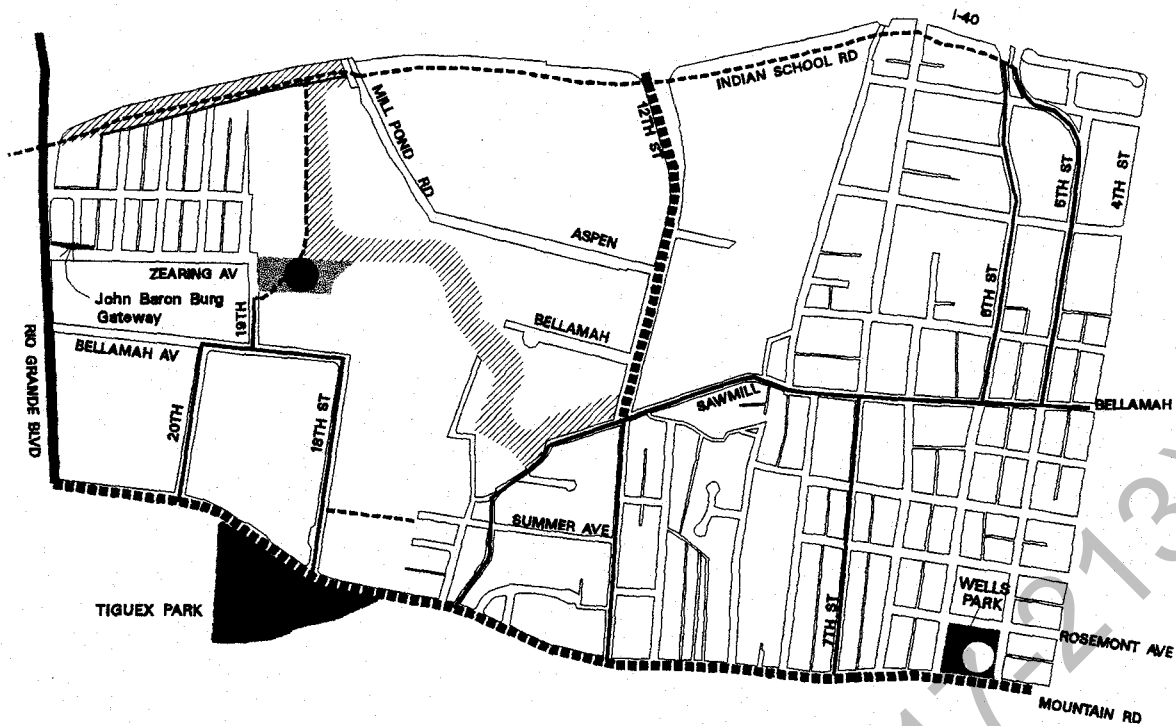 I-40
INDIAN SCHOOL RD
MILL POND
RD
12TH ST
5TH ST
4TH ST
ASPEN
6TH ST
ZEARING AV
John Baron Burg
Gateway
19TH
BELLAMAH
RIO GRANDE BLVD
BELLAMAH AV
SAWMILL
BELLAMAH
20TH
18TH ST
SUMMER AVE
TIGUEX PARK
7TH ST
WELLS
PARK
ROSEMONT AVE
MOUNTAIN RD